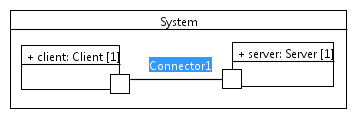 System
+ client: Client [1]
Connector1
+ server: Server [1]